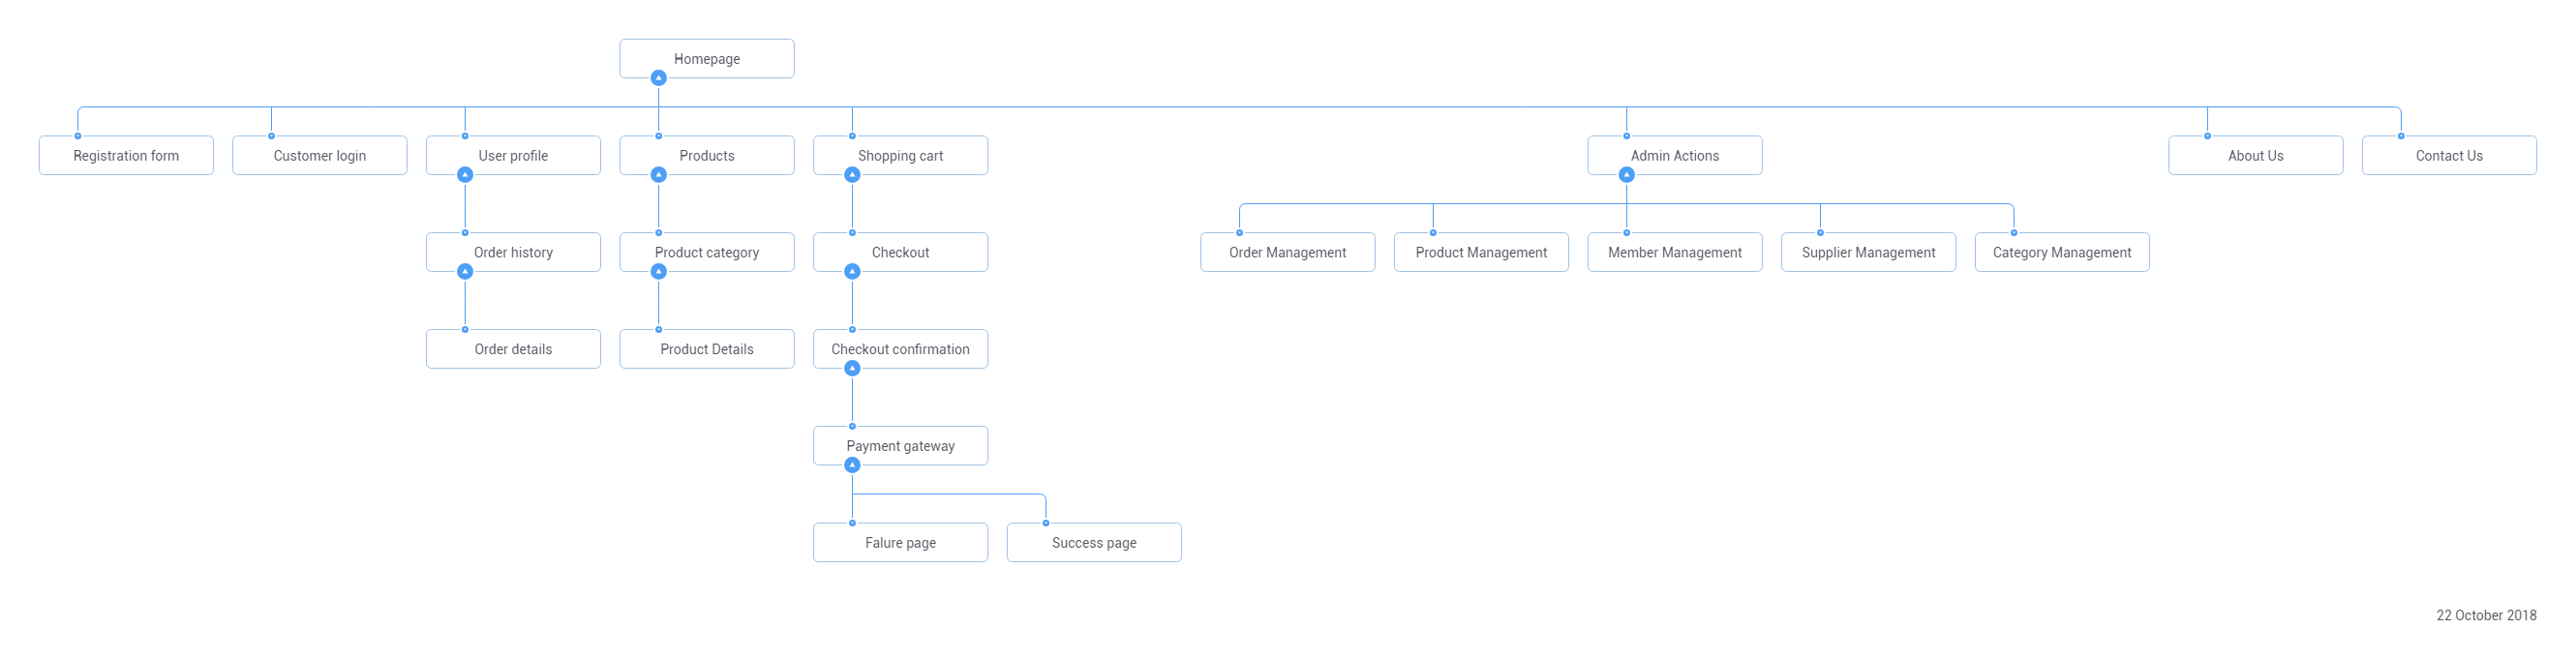 Homepage
Registration form
Customer login
User profile
Products
Shopping cart
Admin Actions
About Us
Contact Us
Order history
Product category
Checkout
Order Management
Product Management
Member Management
Supplier Management
Category Management
Order details
Product Details
Checkout confirmation
Payment gateway
Falure page
Success page
22 October 2018